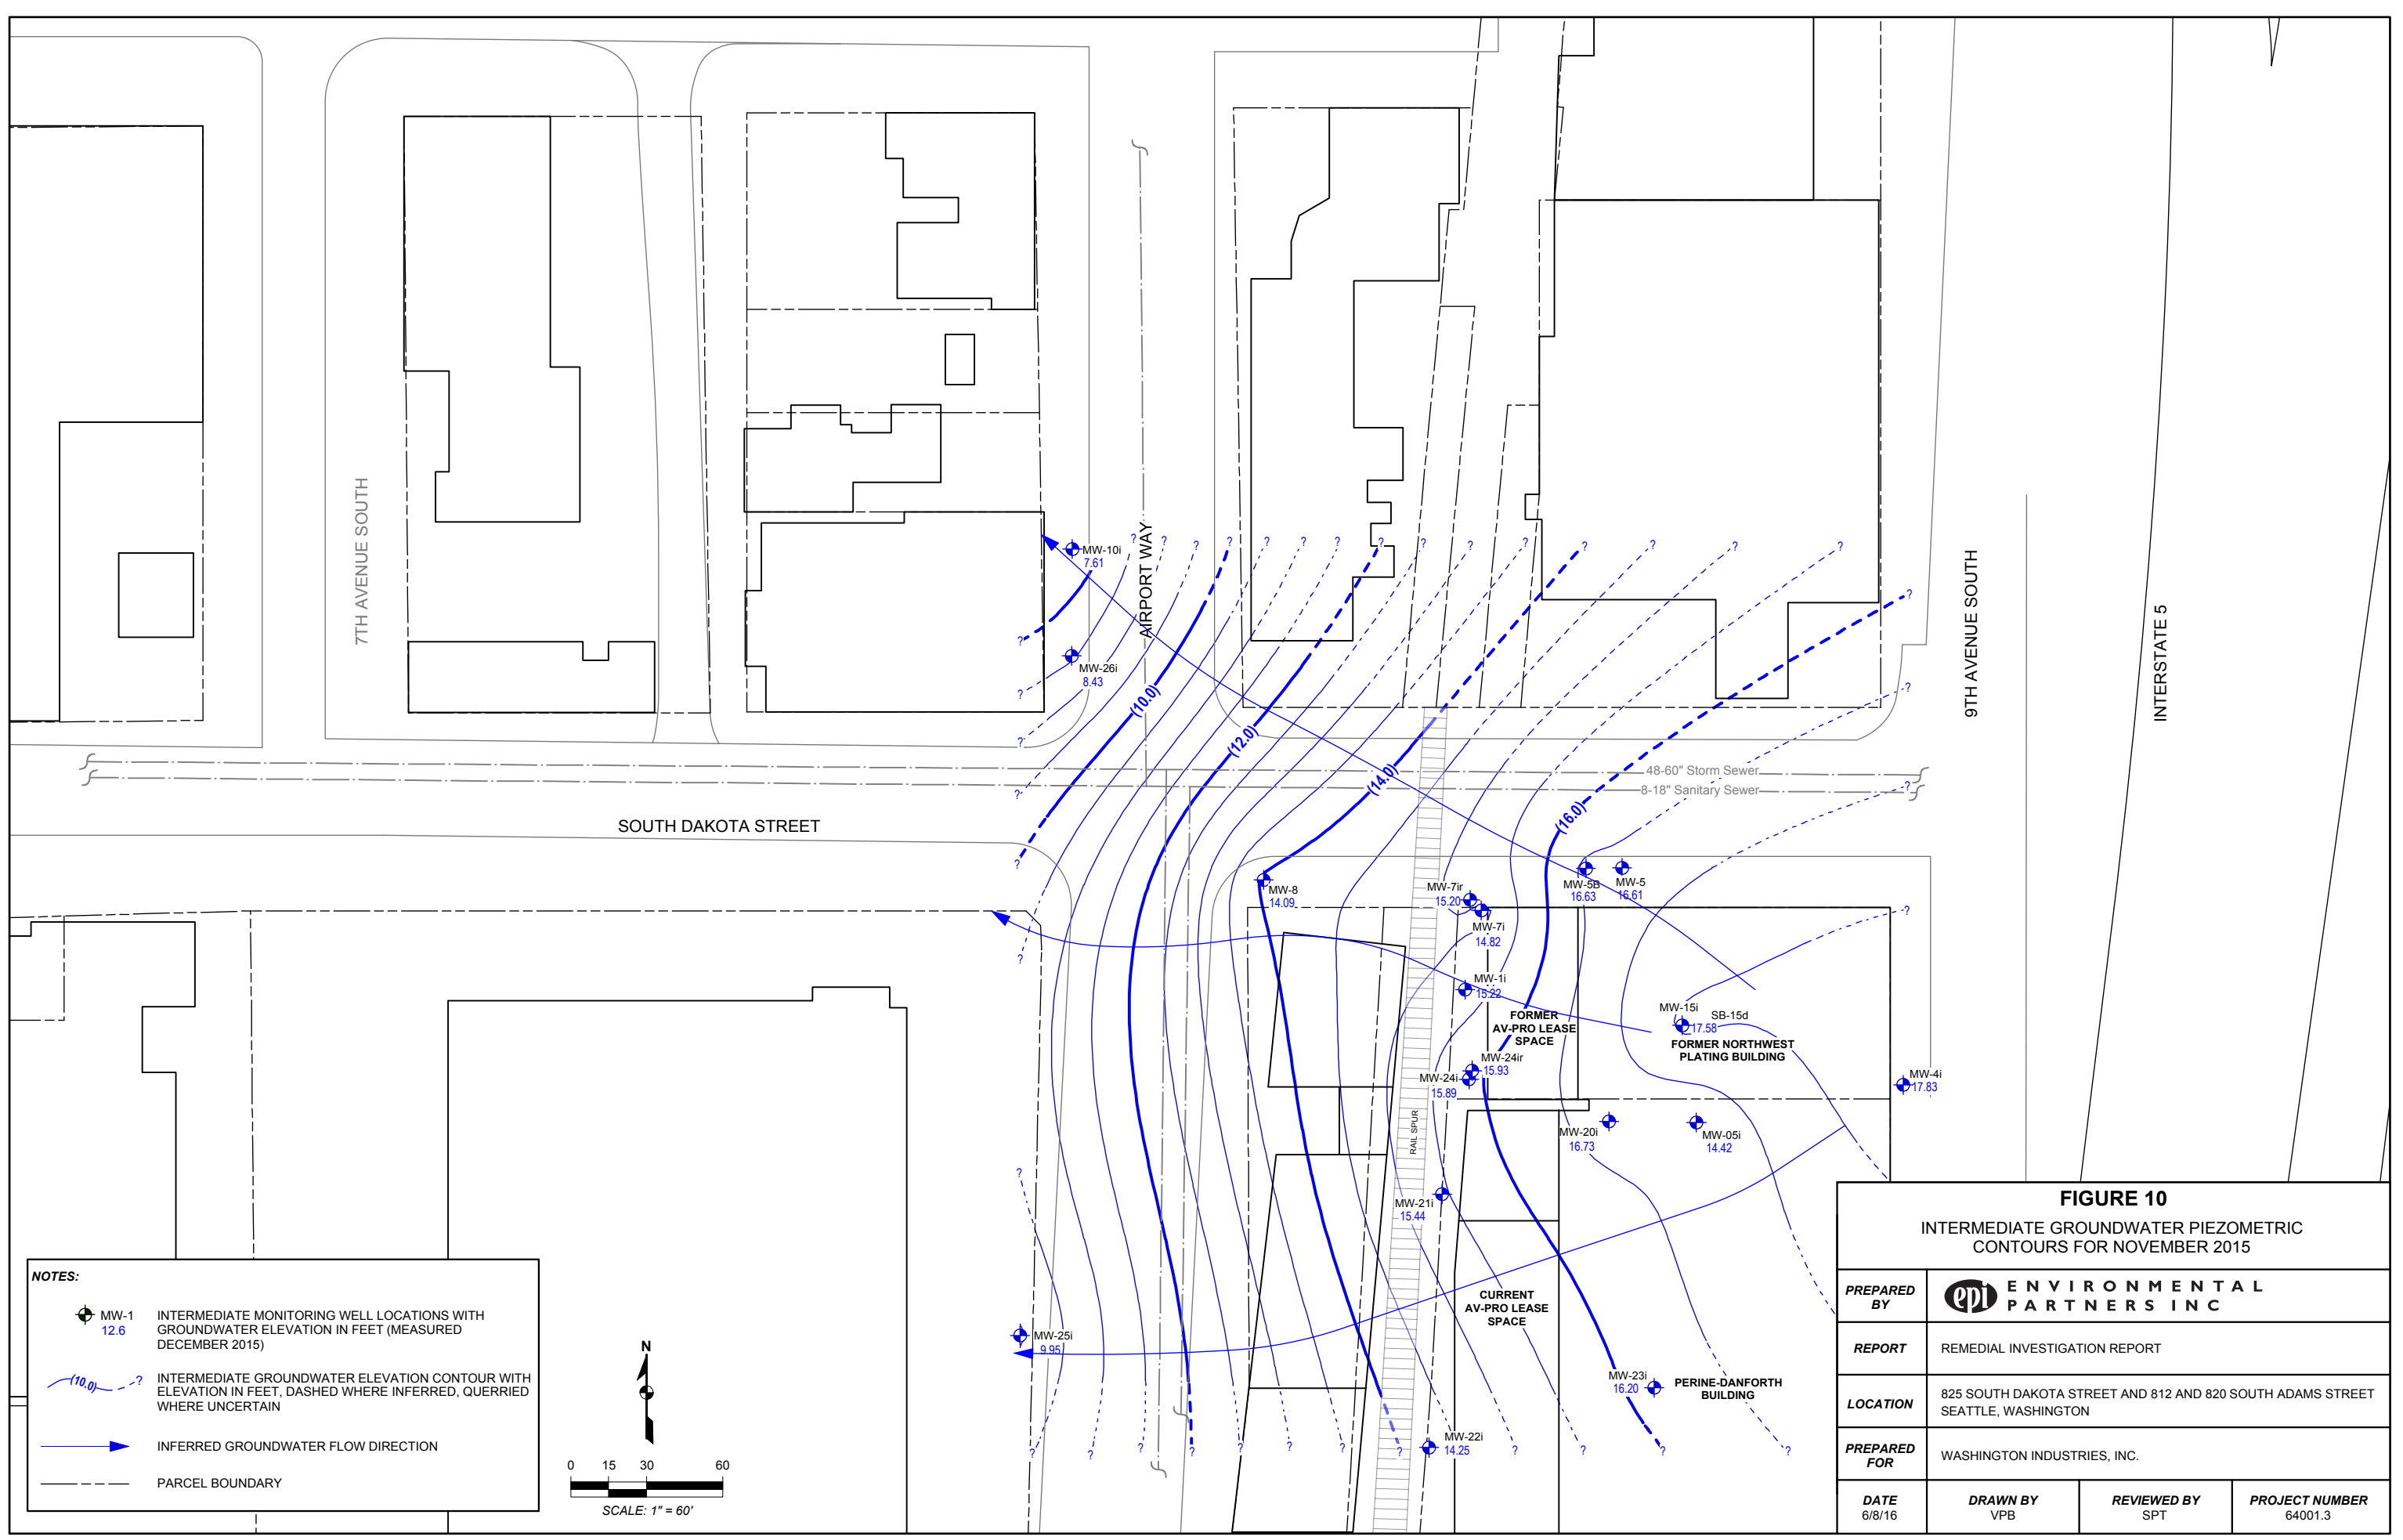 7TH AVENUE SOUTH
AIRPORT WAY
9TH AVENUE SOUTH
INTERSTATE 5
SOUTH DAKOTA STREET
48-60" Storm Sewer
8-18" Sanitary Sewer
MW-10i
7.61
MW-26i
8.43
(10.0)
(12.0)
(14.0)
(16.0)
MW-8
14.09
MW-7ir
15.20
MW-7i
14.82
MW-5B
16.63
MW-5
16.61
MW-1i
15.22
FORMER
AV-PRO LEASE
SPACE
MW-15i
17.58
SB-15d
FORMER NORTHWEST
PLATING BUILDING
MW-24ir
15.93
MW-24i
15.89
MW-4i
17.83
RAIL SPUR
MW-20i
16.73
MW-05i
14.42
MW-21i
15.44
CURRENT
AV-PRO LEASE
SPACE
MW-25i
9.95
MW-23i
16.20
PERINE-DANFORTH
BUILDING
MW-22i
14.25
NOTES:
MW-1
12.6
INTERMEDIATE MONITORING WELL LOCATIONS WITH
GROUNDWATER ELEVATION IN FEET (MEASURED
DECEMBER 2015)
(10.0) ?
INTERMEDIATE GROUNDWATER ELEVATION CONTOUR WITH
ELEVATION IN FEET, DASHED WHERE INFERRED, QUERRIED
WHERE UNCERTAIN
INFERRED GROUNDWATER FLOW DIRECTION
PARCEL BOUNDARY
N
0 15 30 60
SCALE: 1" = 60'
FIGURE 10
INTERMEDIATE GROUNDWATER PIEZOMETRIC
CONTOURS FOR NOVEMBER 2015
PREPARED
BY
epi
ENVIRONMENTAL
PARTNERS INC
REPORT
REMEDIAL INVESTIGATION REPORT
LOCATION
825 SOUTH DAKOTA STREET AND 812 AND 820 SOUTH ADAMS STREET
SEATTLE, WASHINGTON
PREPARED
FOR
WASHINGTON INDUSTRIES, INC.
DATE
6/8/16
DRAWN BY
VPB
REVIEWED BY
SPT
PROJECT NUMBER
64001.3